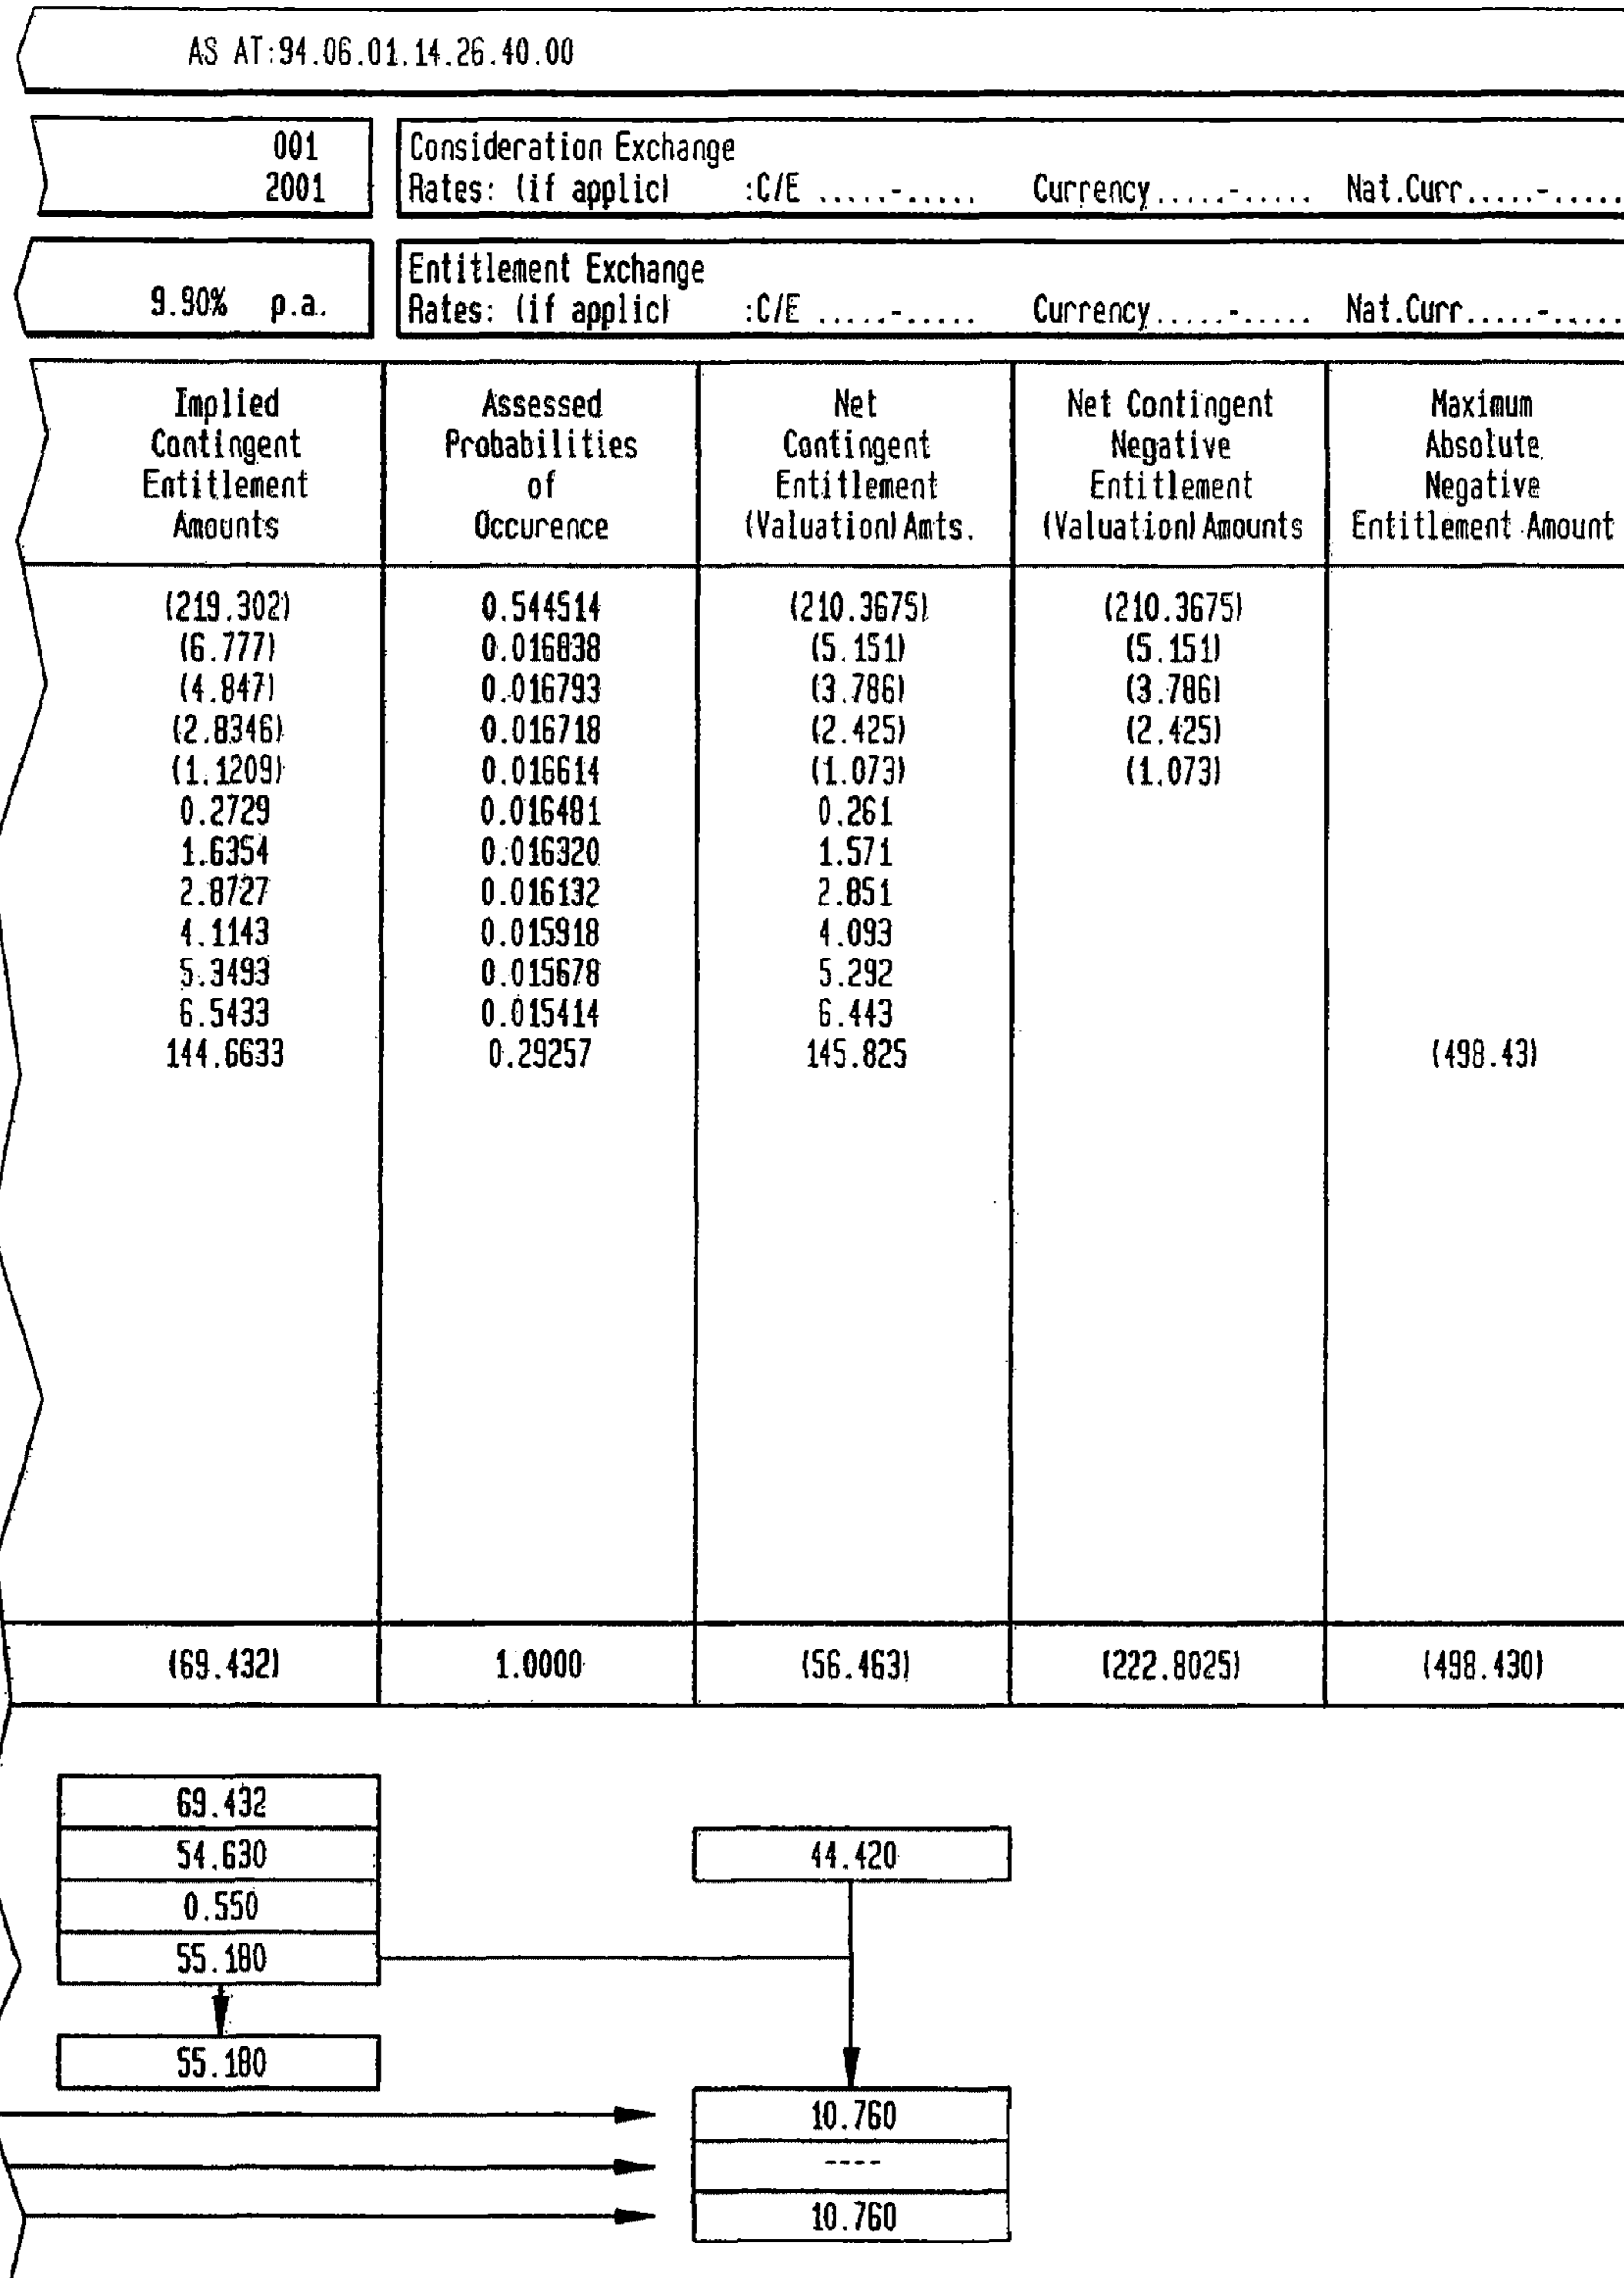 AS AT:94.06.01.14.26.40.00
001
2001
Consideration Exchange
Rates: (if applic) :C/E .....-..... Currency.....-..... Nat.Curr.....-.....
9.90% p.a.
Entitlement Exchange
Rates: (if applic) :C/E .....-..... Currency.....-..... Nat.Curr.....-.....
Implied Contingent Entitlement Amounts
Assessed Probabilities of Occurence
Net Contingent Entitlement (Valuation) Amts.
Net Contingent Negative Entitlement (Valuation) Amounts
Maximum Absolute Negative Entitlement Amount
(219.302) 0.544514 (210.3675) (210.3675)
(6.777) 0.016838 (5.151) (5.151)
(4.847) 0.016793 (3.786) (3.786)
(2.8346) 0.016718 (2.425) (2.425)
(1.1209) 0.016614 (1.073) (1.073)
0.2729 0.016481 0.261
1.6354 0.016320 1.571
2.8727 0.016132 2.851
4.1143 0.015918 4.093
5.3493 0.015678 5.292
6.5433 0.015414 6.443
144.6633 0.29257 145.825 (498.43)
(69.432) 1.0000 (56.463) (222.8025) (498.430)
69.432
54.630 44.420
0.550
55.180
55.180
10.760
----
10.760